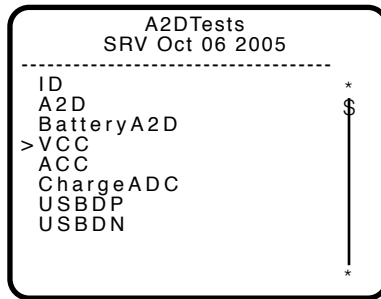 A2DTests
SRV Oct 06 2005
--------------------------------
ID *
A2D $
BatteryA2D
>VCC
ACC
ChargeADC
USBDP
USBDN
*